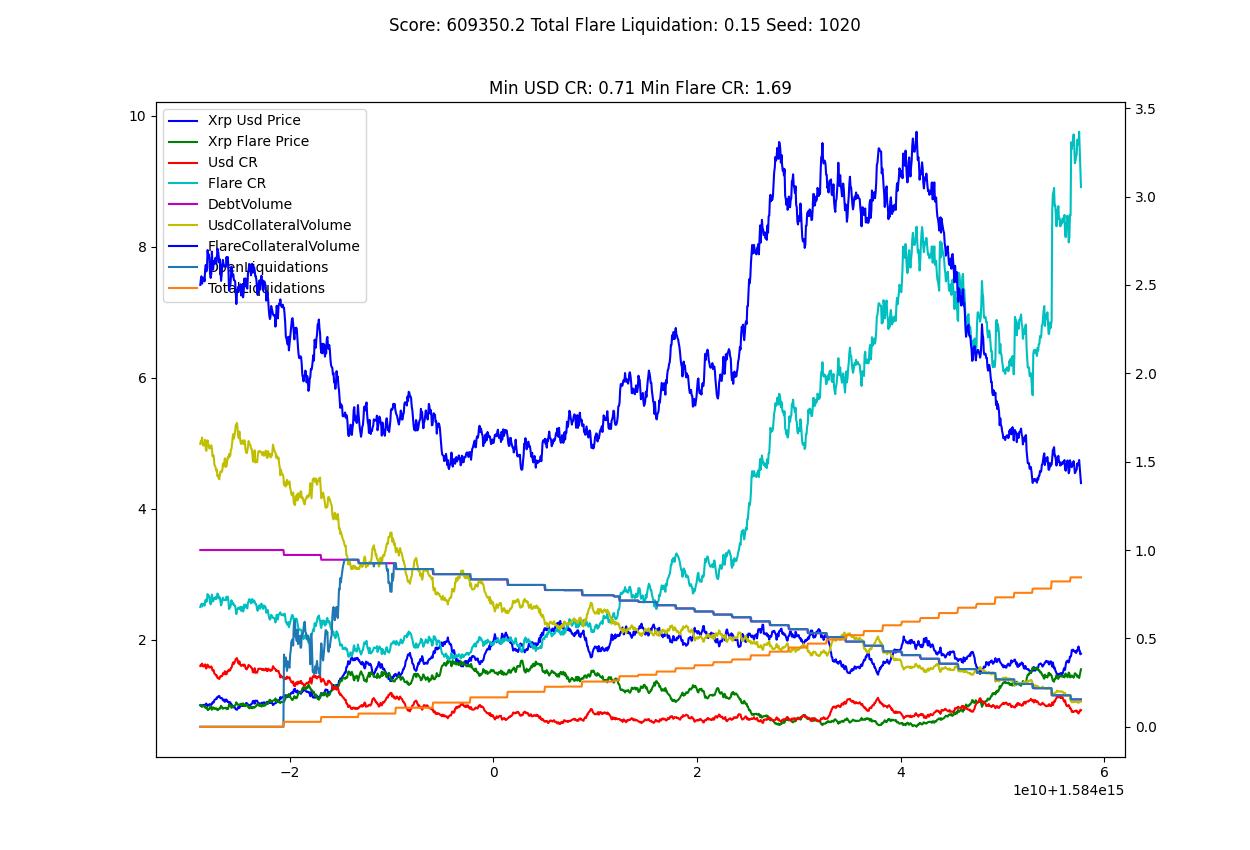 Score: 609350.2 Total Flare Liquidation: 0.15 Seed: 1020
Min USD CR: 0.71 Min Flare CR: 1.69
Xrp Usd Price
Xrp Flare Price
Usd CR
Flare CR
DebtVolume
UsdCollateralVolume
FlareCollateralVolume
OpenLiquidations
TotalLiquidations
10
8
6
4
2
3.5
3.0
2.5
2.0
1.5
1.0
0.5
0.0
−2 0 2 4 6
1e10+1.584e15